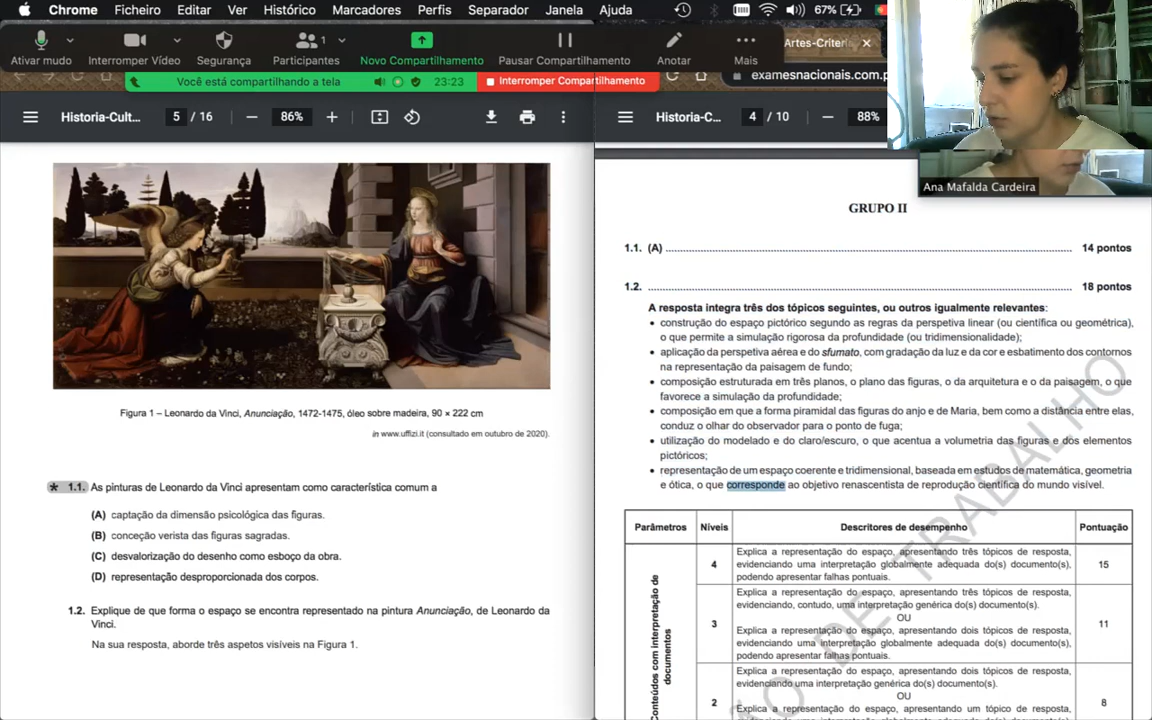 Chrome Ficheiro Editar Ver Histórico Marcadores Perfis Separador Janela Ajuda 67%
Ativar mudo Interromper Vídeo Segurança Participantes 1 Novo Compartilhamento Pausar Compartilhamento Anotar Mais
Artes-Criteri
Você está compartilhando a tela 23:23 Interromper Compartilhamento
examesnacionais.com.p
Historia-Cult... 5 / 16 86%
Historia-C... 4 / 10 88%
Ana Mafalda Cardeira
Figura 1 – Leonardo da Vinci, Anunciação, 1472-1475, óleo sobre madeira, 90 × 222 cm
in www.uffizi.it (consultado em outubro de 2020).
* 1.1. As pinturas de Leonardo da Vinci apresentam como característica comum a
(A) captação da dimensão psicológica das figuras.
(B) conceção verista das figuras sagradas.
(C) desvalorização do desenho como esboço da obra.
(D) representação desproporcionada dos corpos.
1.2. Explique de que forma o espaço se encontra representado na pintura Anunciação, de Leonardo da
Vinci.
Na sua resposta, aborde três aspetos visíveis na Figura 1.
GRUPO II
1.1. (A) ........ 14 pontos
1.2. ........ 18 pontos
A resposta integra três dos tópicos seguintes, ou outros igualmente relevantes:
• construção do espaço pictórico segundo as regras da perspetiva linear (ou científica ou geométrica),
o que permite a simulação rigorosa da profundidade (ou tridimensionalidade);
• aplicação da perspetiva aérea e do sfumato, com gradação da luz e da cor e esbatimento dos contornos
na representação da paisagem de fundo;
• composição estruturada em três planos, o plano das figuras, o da arquitetura e o da paisagem, o que
favorece a simulação da profundidade;
• composição em que a forma piramidal das figuras do anjo e de Maria, bem como a distância entre elas,
conduz o olhar do observador para o ponto de fuga;
• utilização do modelado e do claro/escuro, o que acentua a volumetria das figuras e dos elementos
pictóricos;
• representação de um espaço coerente e tridimensional, baseada em estudos de matemática, geometria
e ótica, o que corresponde ao objetivo renascentista de reprodução científica do mundo visível.
Parâmetros Níveis Descritores de desempenho Pontuação
Conteúdos com interpretação de
documentos
4 Explica a representação do espaço, apresentando três tópicos de resposta,
evidenciando uma interpretação globalmente adequada do(s) documento(s),
podendo apresentar falhas pontuais.
15
3 Explica a representação do espaço, apresentando três tópicos de resposta,
evidenciando, contudo, uma interpretação genérica do(s) documento(s).
OU
Explica a representação do espaço, apresentando dois tópicos de resposta,
evidenciando uma interpretação globalmente adequada do(s) documento(s),
podendo apresentar falhas pontuais.
11
2 Explica a representação do espaço, apresentando dois tópicos de resposta,
evidenciando uma interpretação genérica do(s) documento(s).
OU
Explica a representação do espaço, apresentando um tópico de resposta,
8
DE TRABALHO